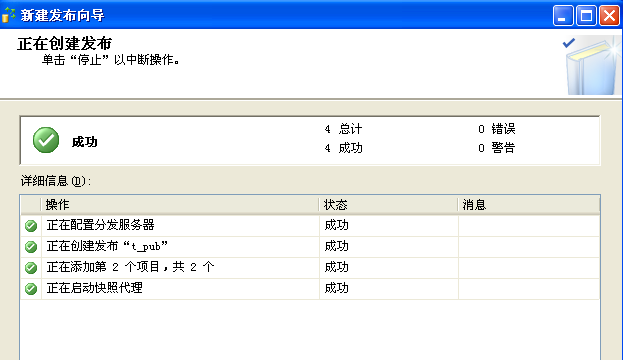 新建发布向导
正在创建发布
单击“停止”以中断操作。
成功 4 总计 0 错误
4 成功 0 警告
详细信息(D):
操作 状态 消息
正在配置分发服务器 成功
正在创建发布“t_pub” 成功
正在添加第 2 个项目，共 2 个 成功
正在启动快照代理 成功